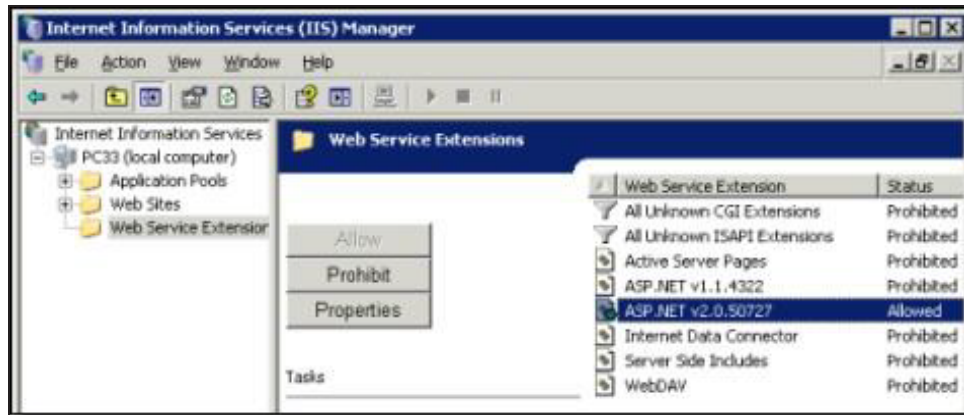 Internet Information Services (IIS) Manager
File Action View Window Help
Internet Information Services
PC33 (local computer)
Application Pools
Web Sites
Web Service Extension
Web Service Extensions
Allow
Prohibit
Properties
Tasks
Web Service Extension Status
All Unknown CGI Extensions Prohibited
All Unknown ISAPI Extensions Prohibited
Active Server Pages Prohibited
ASP.NET v1.1.4322 Prohibited
ASP.NET v2.0.50727 Allowed
Internet Data Connector Prohibited
Server Side Includes Prohibited
WebDAV Prohibited